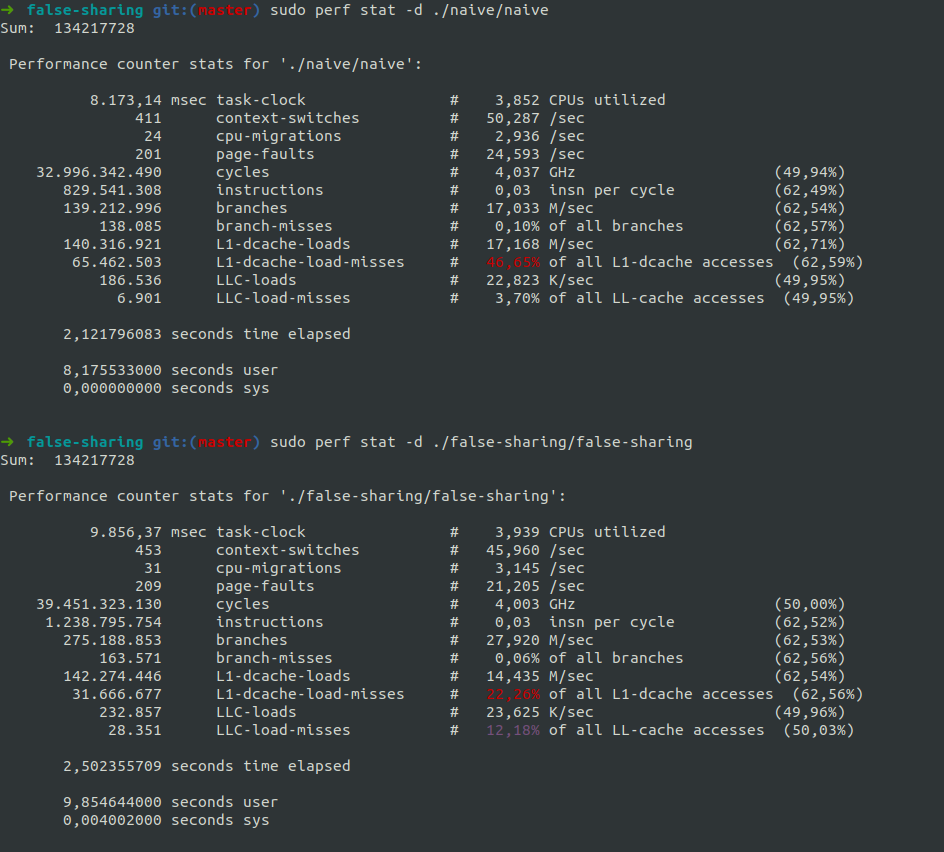 → false-sharing git:(master) sudo perf stat -d ./naive/naive
Sum:  134217728
Performance counter stats for './naive/naive':
8.173,14 msec task-clock # 3,852 CPUs utilized
411 context-switches # 50,287 /sec
24 cpu-migrations # 2,936 /sec
201 page-faults # 24,593 /sec
32.996.342.490 cycles # 4,037 GHz (49,94%)
829.541.308 instructions # 0,03 insn per cycle (62,49%)
139.212.996 branches # 17,033 M/sec (62,54%)
138.085 branch-misses # 0,10% of all branches (62,57%)
140.316.921 L1-dcache-loads # 17,168 M/sec (62,71%)
65.462.503 L1-dcache-load-misses # 46,65% of all L1-dcache accesses (62,59%)
186.536 LLC-loads # 22,823 K/sec (49,95%)
6.901 LLC-load-misses # 3,70% of all LL-cache accesses (49,95%)
2,121796083 seconds time elapsed
8,175533000 seconds user
0,000000000 seconds sys
→ false-sharing git:(master) sudo perf stat -d ./false-sharing/false-sharing
Sum:  134217728
Performance counter stats for './false-sharing/false-sharing':
9.856,37 msec task-clock # 3,939 CPUs utilized
453 context-switches # 45,960 /sec
31 cpu-migrations # 3,145 /sec
209 page-faults # 21,205 /sec
39.451.323.130 cycles # 4,003 GHz (50,00%)
1.238.795.754 instructions # 0,03 insn per cycle (62,52%)
275.188.853 branches # 27,920 M/sec (62,53%)
163.571 branch-misses # 0,06% of all branches (62,56%)
142.274.446 L1-dcache-loads # 14,435 M/sec (62,54%)
31.666.677 L1-dcache-load-misses # 22,26% of all L1-dcache accesses (62,56%)
232.857 LLC-loads # 23,625 K/sec (49,96%)
28.351 LLC-load-misses # 12,18% of all LL-cache accesses (50,03%)
2,502355709 seconds time elapsed
9,854644000 seconds user
0,004002000 seconds sys